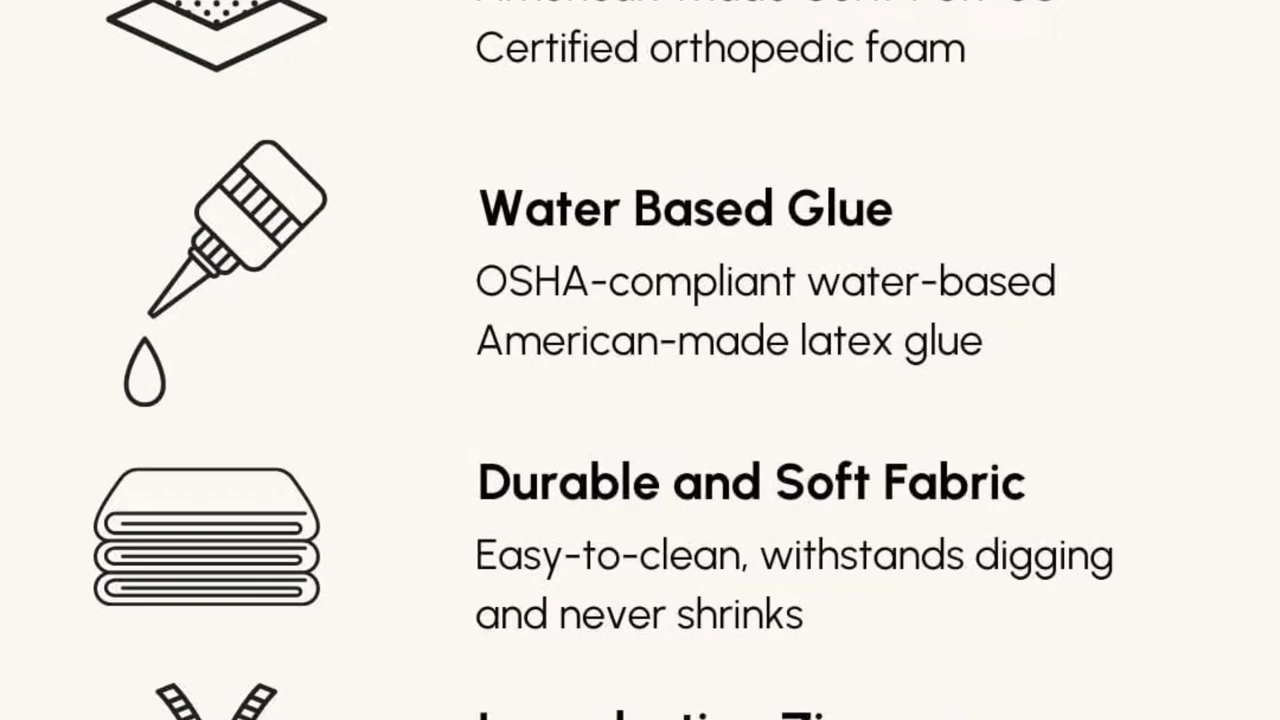 Certified orthopedic foam
Water Based Glue
OSHA-compliant water-based
American-made latex glue
Durable and Soft Fabric
Easy-to-clean, withstands digging
and never shrinks